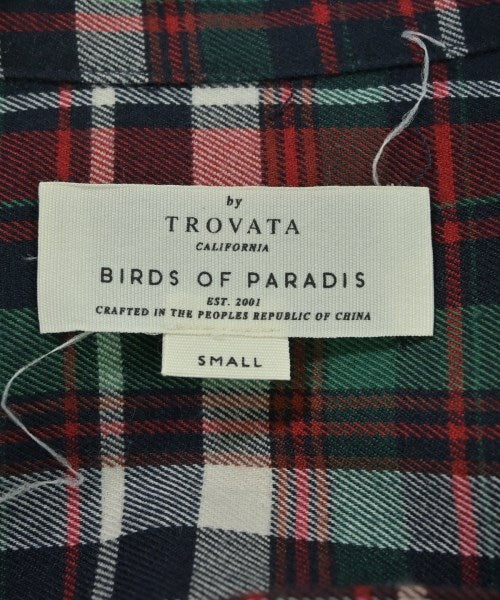 by
TROVATA
CALIFORNIA
BIRDS OF PARADIS
EST. 2001
CRAFTED IN THE PEOPLES REPUBLIC OF CHINA
SMALL